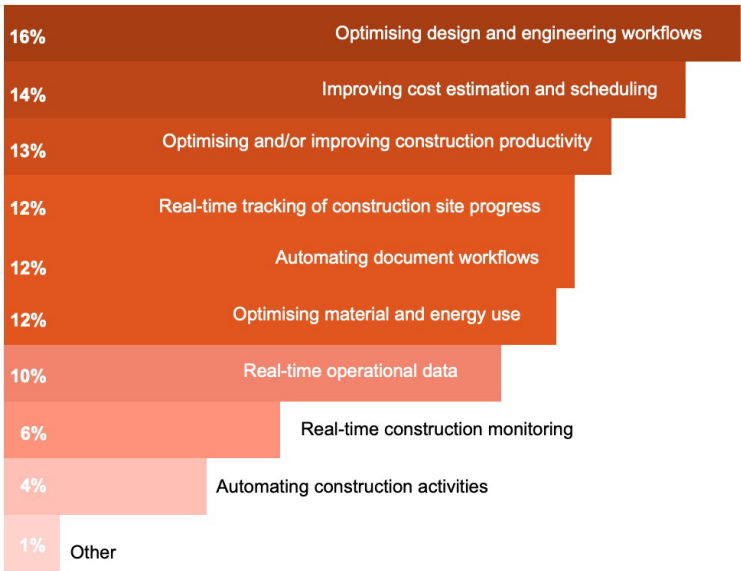 16% Optimising design and engineering workflows
14% Improving cost estimation and scheduling
13% Optimising and/or improving construction productivity
12% Real-time tracking of construction site progress
12% Automating document workflows
12% Optimising material and energy use
10% Real-time operational data
6% Real-time construction monitoring
4% Automating construction activities
1% Other